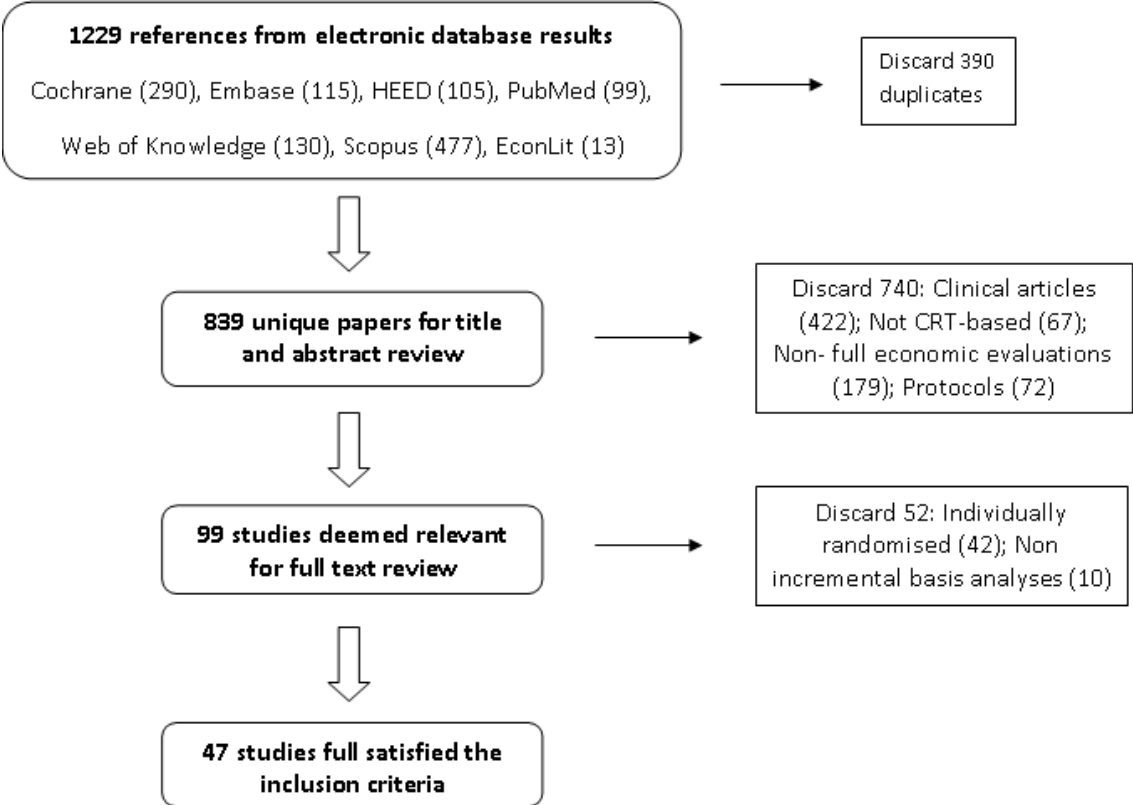 1229 references from electronic database results
Cochrane (290), Embase (115), HEED (105), PubMed (99),
Web of Knowledge (130), Scopus (477), EconLit (13)
Discard 390
duplicates
839 unique papers for title
and abstract review
Discard 740: Clinical articles
(422); Not CRT-based (67);
Non- full economic evaluations
(179); Protocols (72)
99 studies deemed relevant
for full text review
Discard 52: Individually
randomised (42); Non
incremental basis analyses (10)
47 studies full satisfied the
inclusion criteria